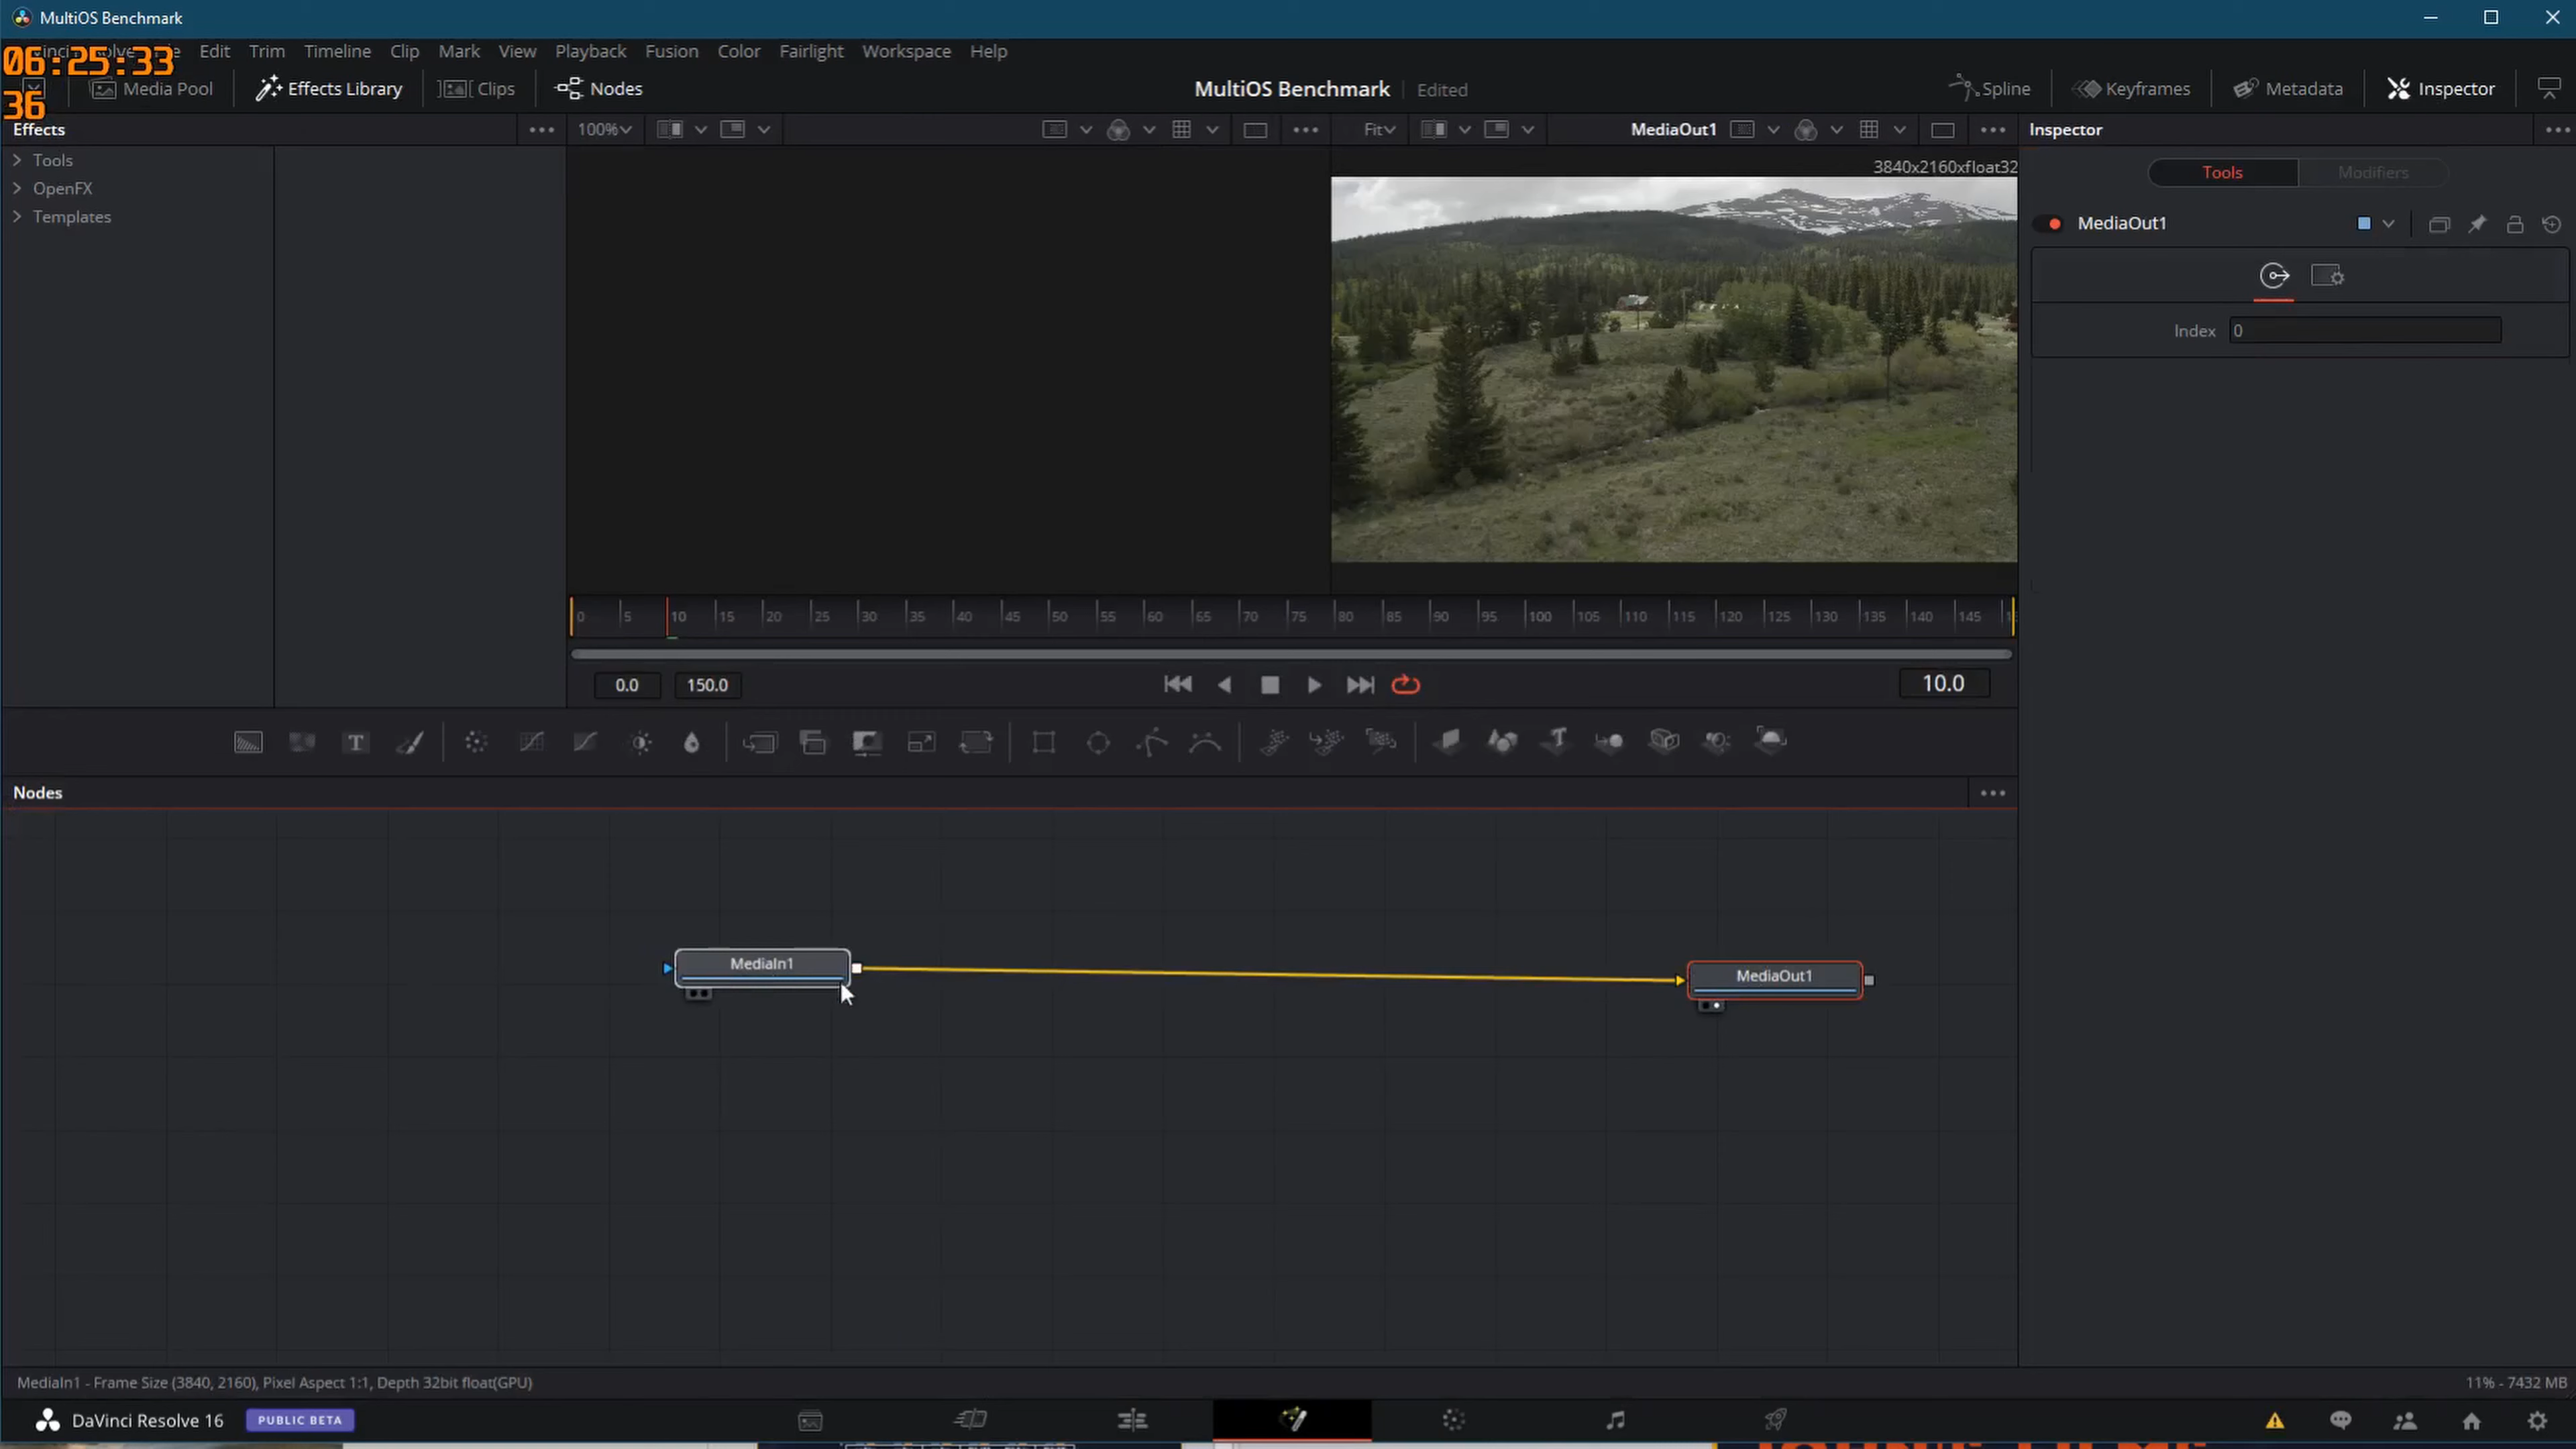 MultiOS Benchmark
Edit Trim Timeline Clip Mark View Playback Fusion Color Fairlight Workspace Help
06:25:33
36
Media Pool Effects Library Clips Nodes MultiOS Benchmark Edited Spline Keyframes Metadata Inspector
Effects 100% Fit MediaOut1 Inspector
Tools
OpenFX
Templates
3840x2160xfloat32
Tools Modifiers
MediaOut1
Index 0
0 5 10 15 20 25 30 35 40 45 50 55 60 65 70 75 80 85 90 95 100 105 110 115 120 125 130 135 140 145
0.0 150.0 10.0
Nodes
MediaIn1
MediaOut1
MediaIn1 - Frame Size (3840, 2160), Pixel Aspect 1:1, Depth 32bit float(GPU) 11% - 7432 MB
DaVinci Resolve 16 PUBLIC BETA